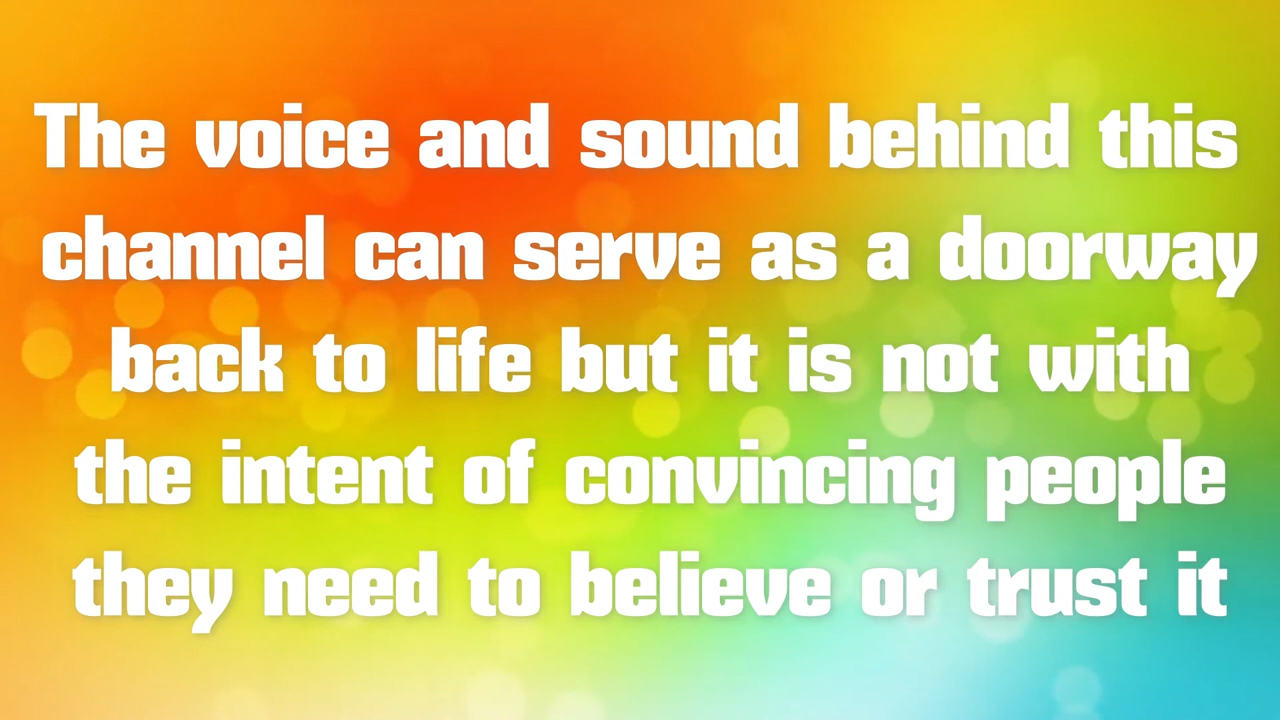 The voice and sound behind this
channel can serve as a doorway
back to life but it is not with
the intent of convincing people
they need to believe or trust it